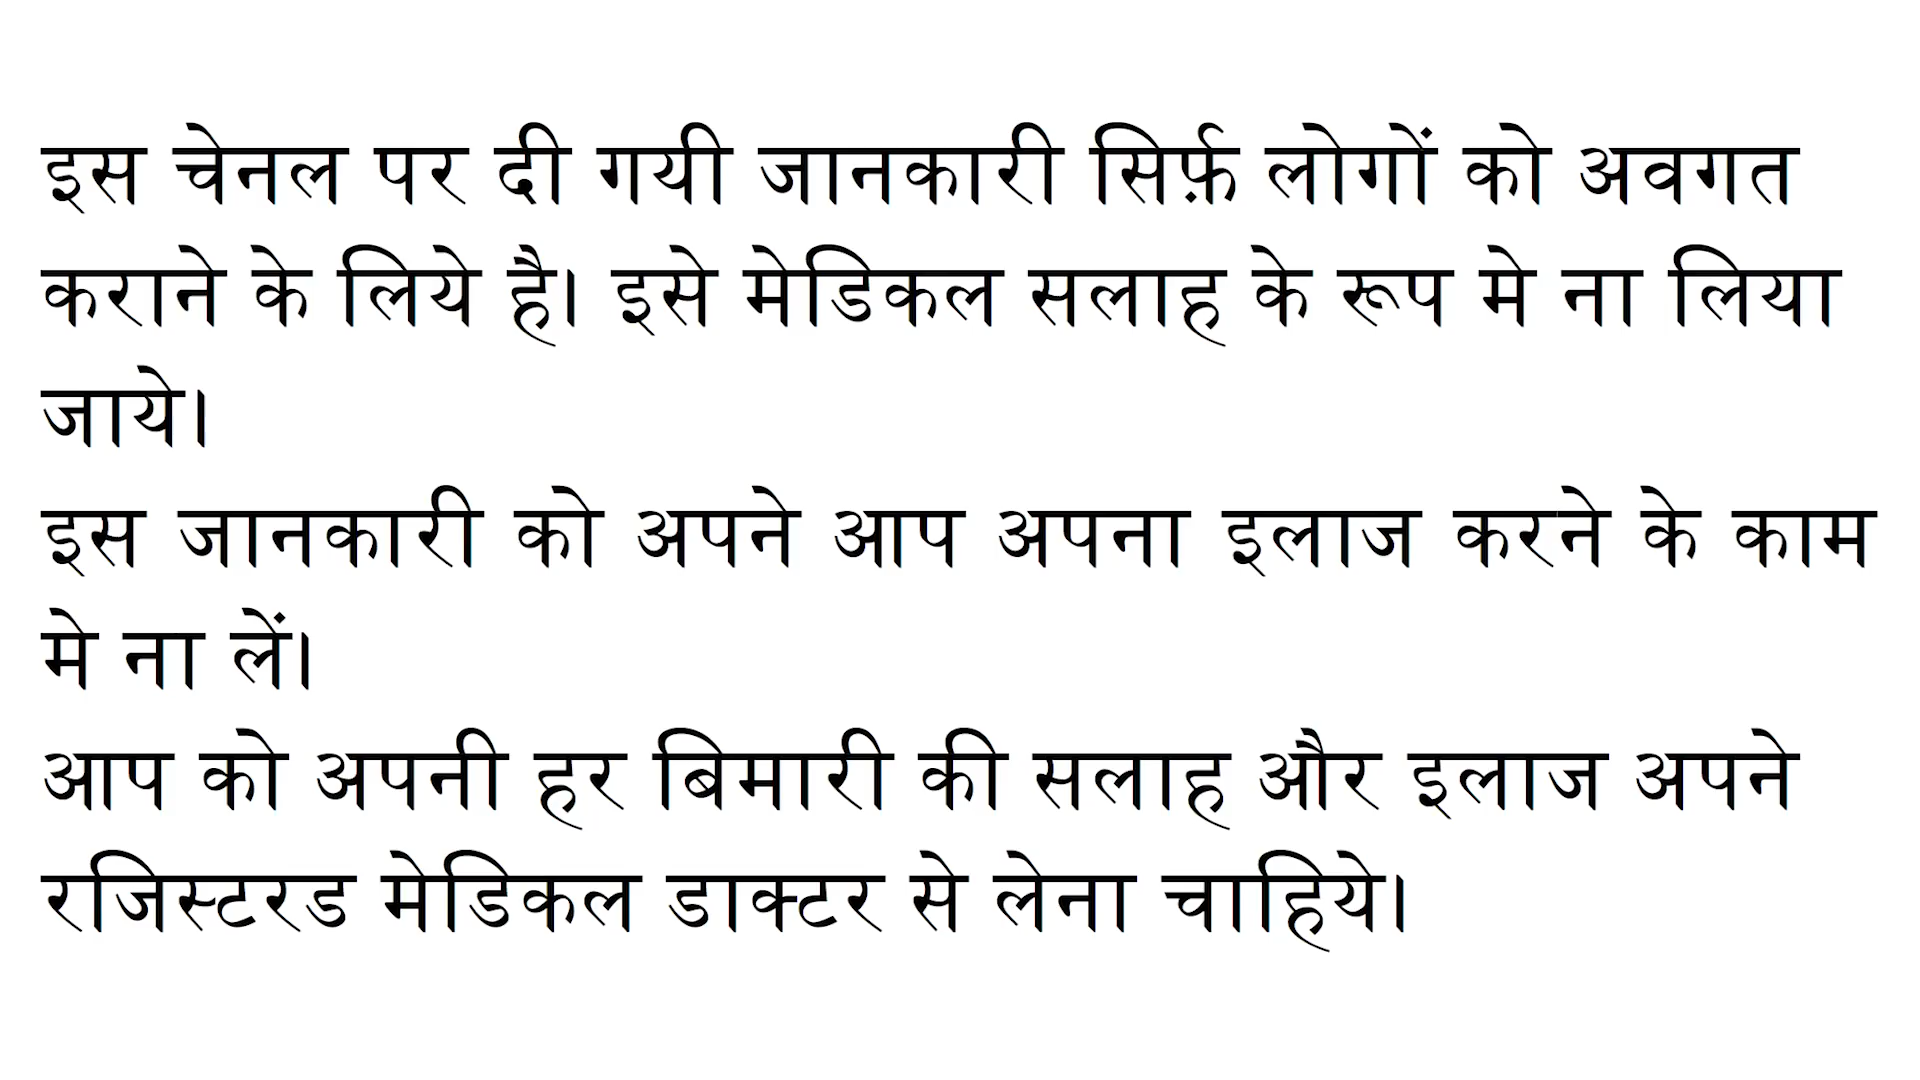 इस चेनल पर दी गयी जानकारी सिर्फ़ लोगों को अवगत
कराने के लिये है। इसे मेडिकल सलाह के रूप मे ना लिया
जाये।
इस जानकारी को अपने आप अपना इलाज करने के काम
मे ना लें।
आप को अपनी हर बिमारी की सलाह और इलाज अपने
रजिस्टरड मेडिकल डाक्टर से लेना चाहिये।